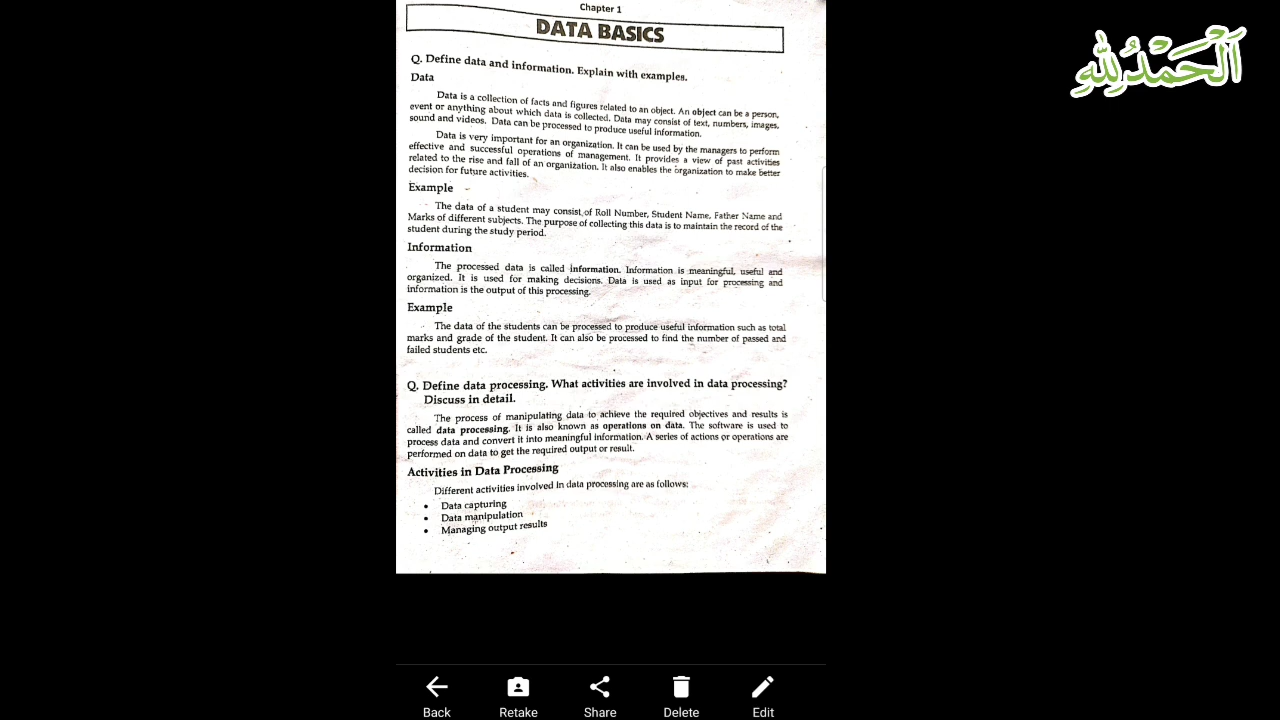 Chapter 1
DATA BASICS
الْحَمْدُ لِلّٰهِ
Q. Define data and information. Explain with examples.
Data
Data is a collection of facts and figures related to an object. An object can be a person,
event or anything about which data is collected. Data may consist of text, numbers, images,
sound and videos. Data can be processed to produce useful information.
Data is very important for an organization. It can be used by the managers to perform
effective and successful operations of management. It provides a view of past activities
related to the rise and fall of an organization. It also enables the organization to make better
decision for future activities.
Example
The data of a student may consist of Roll Number, Student Name, Father Name and
Marks of different subjects. The purpose of collecting this data is to maintain the record of the
student during the study period.
Information
The processed data is called information. Information is meaningful, useful and
organized. It is used for making decisions. Data is used as input for processing and
information is the output of this processing.
Example
The data of the students can be processed to produce useful information such as total
marks and grade of the student. It can also be processed to find the number of passed and
failed students etc.
Q. Define data processing. What activities are involved in data processing?
Discuss in detail.
The process of manipulating data to achieve the required objectives and results is
called data processing. It is also known as operations on data. The software is used to
process data and convert it into meaningful information. A series of actions or operations are
performed on data to get the required output or result.
Activities in Data Processing
Different activities involved in data processing are as follows:
• Data capturing
• Data manipulation
• Managing output results
Back Retake Share Delete Edit